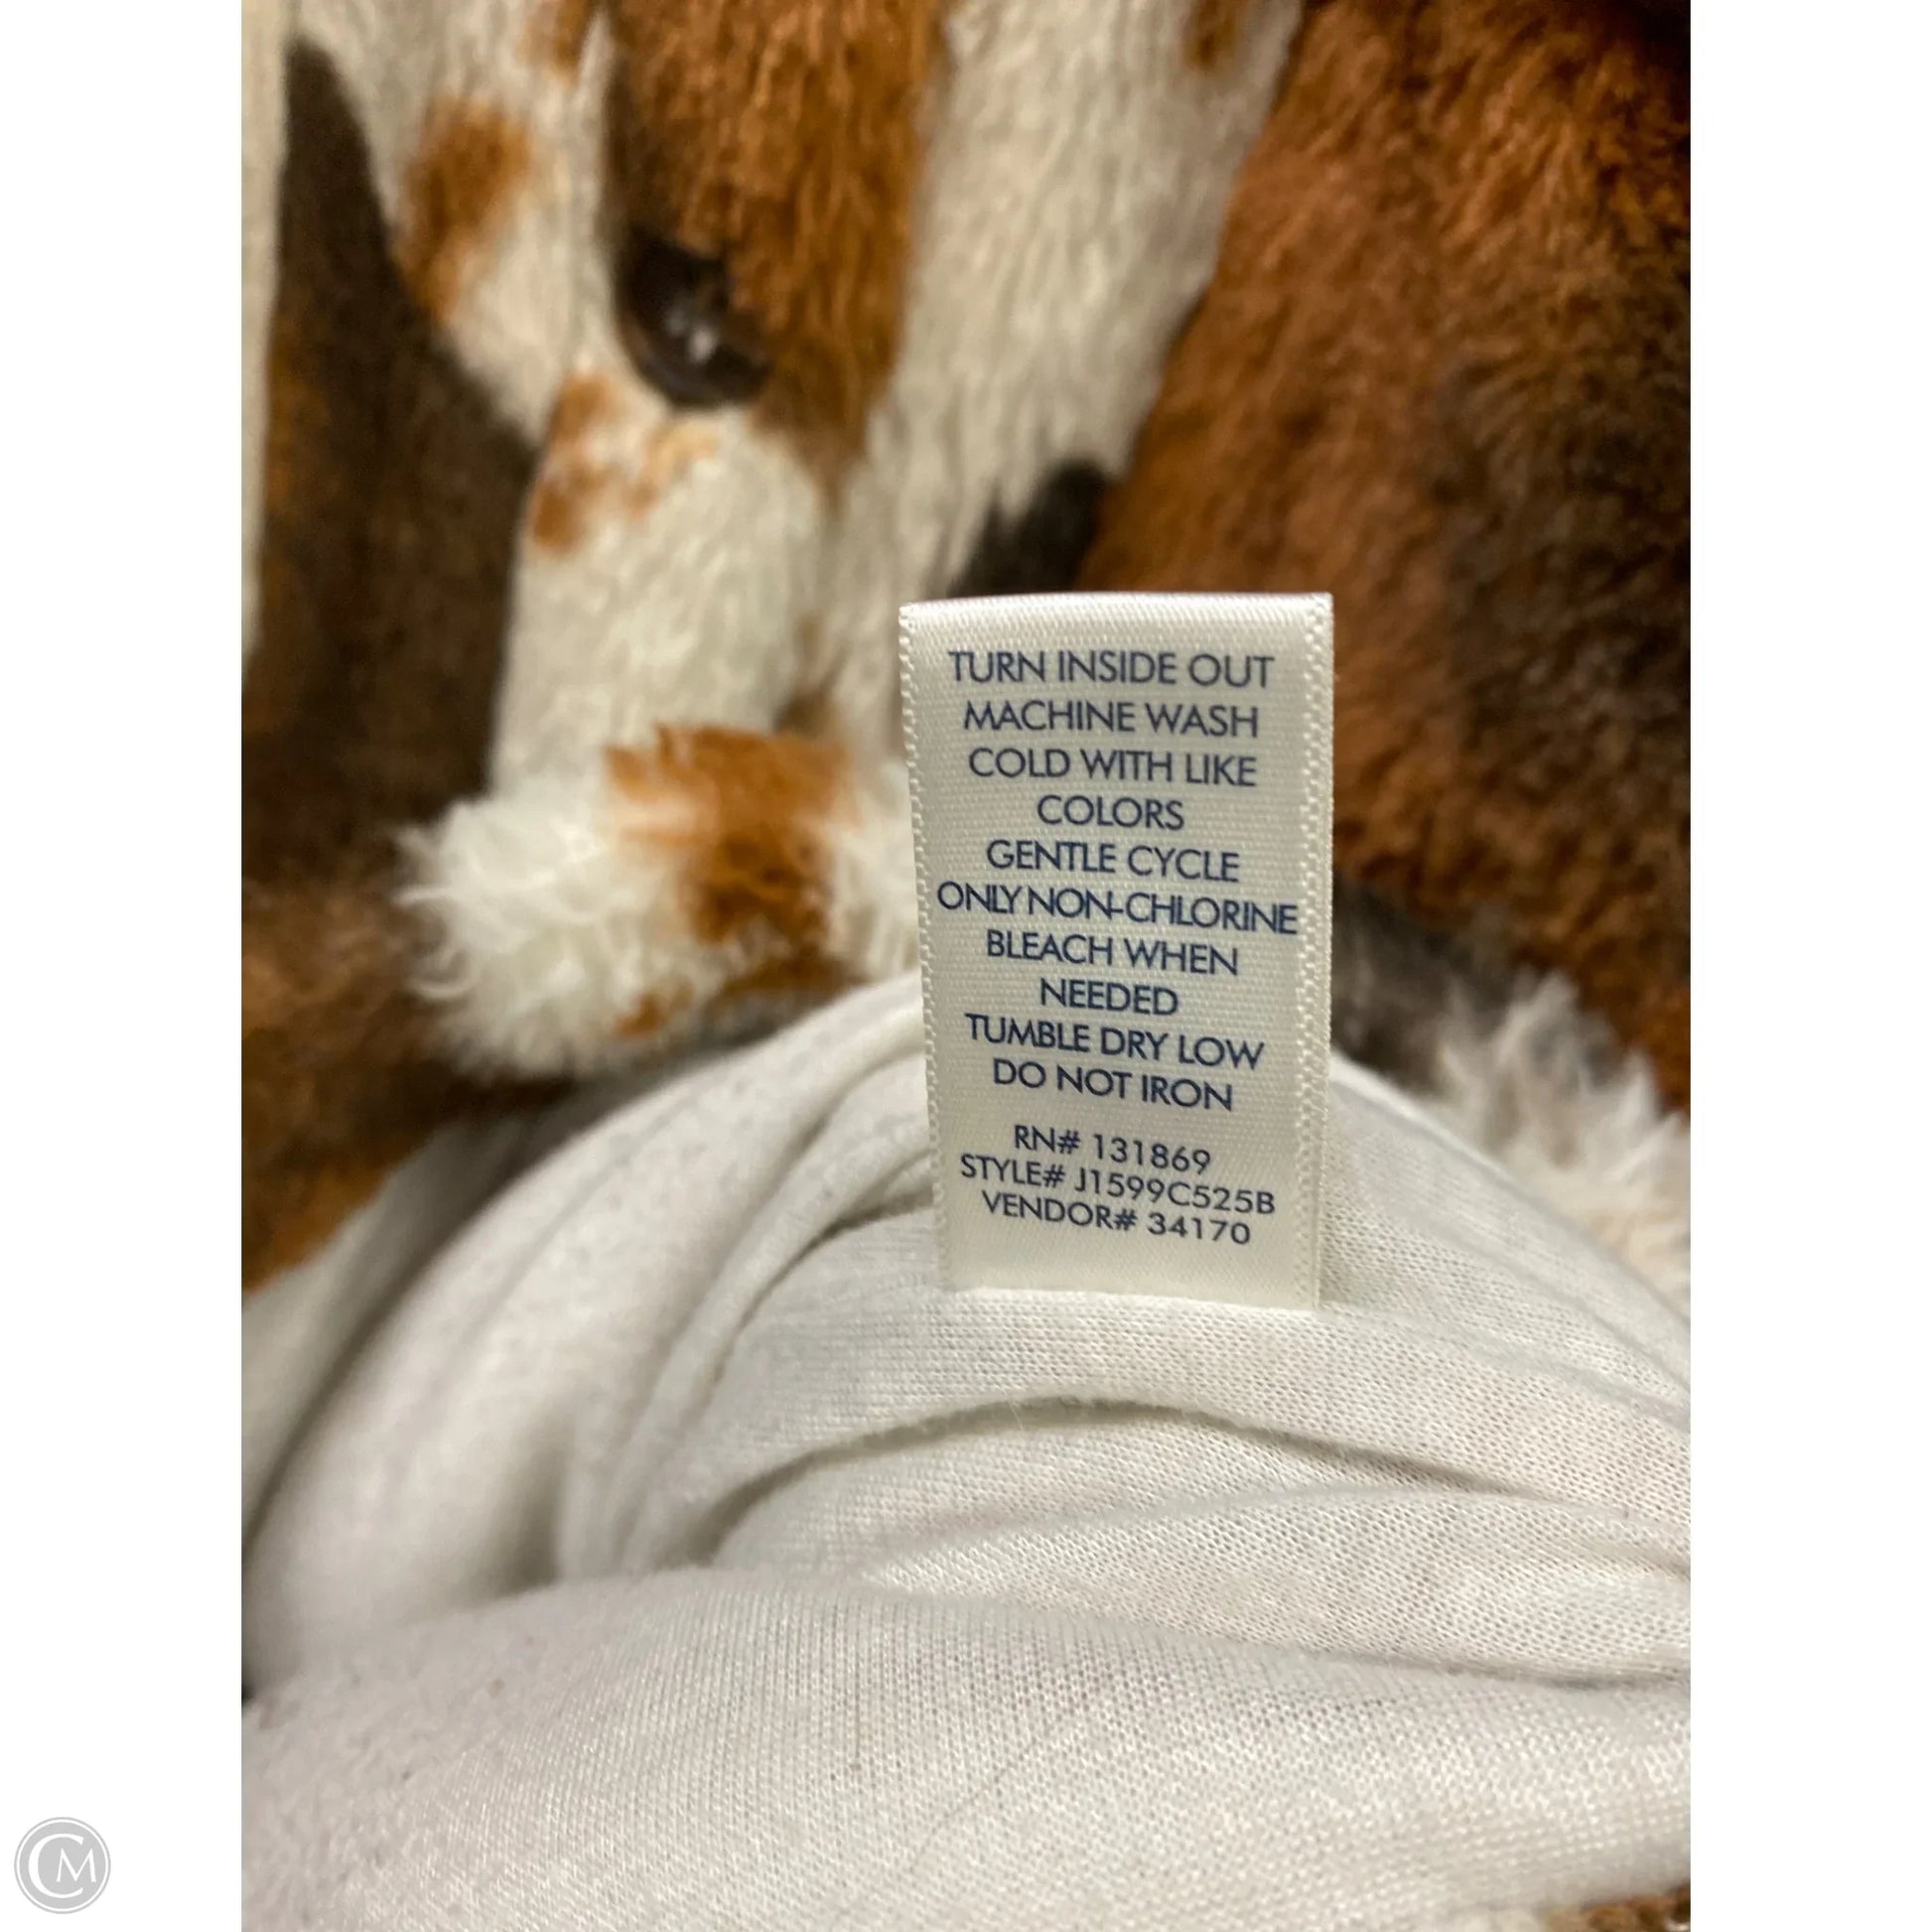 TURN INSIDE OUT
MACHINE WASH
COLD WITH LIKE
COLORS
GENTLE CYCLE
ONLY NON-CHLORINE
BLEACH WHEN
NEEDED
TUMBLE DRY LOW
DO NOT IRON
RN# 131869
STYLE# J1599C525B
VENDOR# 34170
CM